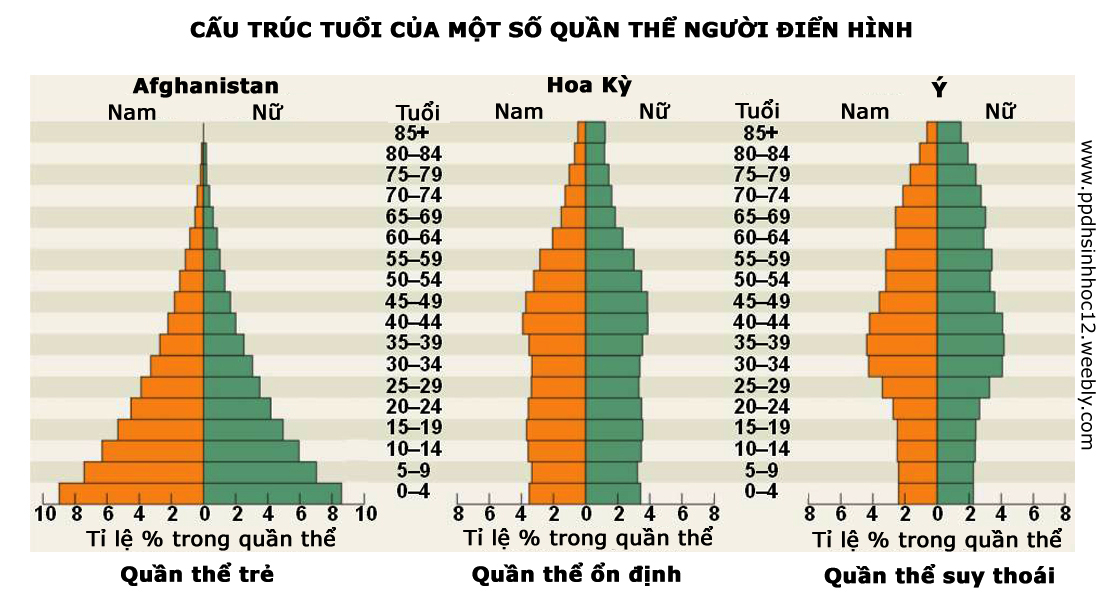 CẤU TRÚC TUỔI CỦA MỘT SỐ QUẦN THỂ NGƯỜI ĐIỂN HÌNH
Afghanistan Hoa Kỳ Ý
Nam Nữ Tuổi Nam Nữ Tuổi Nam Nữ
85+ 85+
80–84 80–84
75–79 75–79
70–74 70–74
65–69 65–69
60–64 60–64
55–59 55–59
50–54 50–54
45–49 45–49
40–44 40–44
35–39 35–39
30–34 30–34
25–29 25–29
20–24 20–24
15–19 15–19
10–14 10–14
5–9 5–9
0–4 0–4
10 8 6 4 2 0 2 4 6 8 10 8 6 4 2 0 2 4 6 8 8 6 4 2 0 2 4 6 8
Tỉ lệ % trong quần thể Tỉ lệ % trong quần thể Tỉ lệ % trong quần thể
Quần thể trẻ Quần thể ổn định Quần thể suy thoái
www.ppdhsinhhoc12.weebly.com